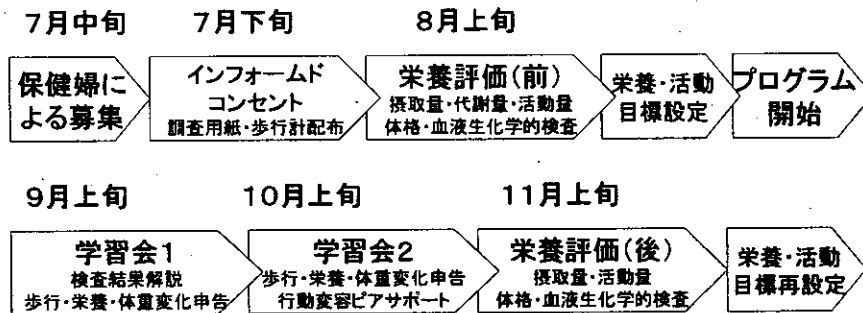 7月中旬
7月下旬
8月上旬
保健婦に
よる募集
インフォームド
コンセント
調査用紙・歩行計配布
栄養評価(前)
摂取量・代謝量・活動量
体格・血液生化学的検査
栄養・活動
目標設定
プログラム
開始
9月上旬
10月上旬
11月上旬
学習会1
検査結果解説
歩行・栄養・体重変化申告
学習会2
歩行・栄養・体重変化申告
行動変容ピアサポート
栄養評価(後)
摂取量・活動量
体格・血液生化学的検査
栄養・活動
目標再設定